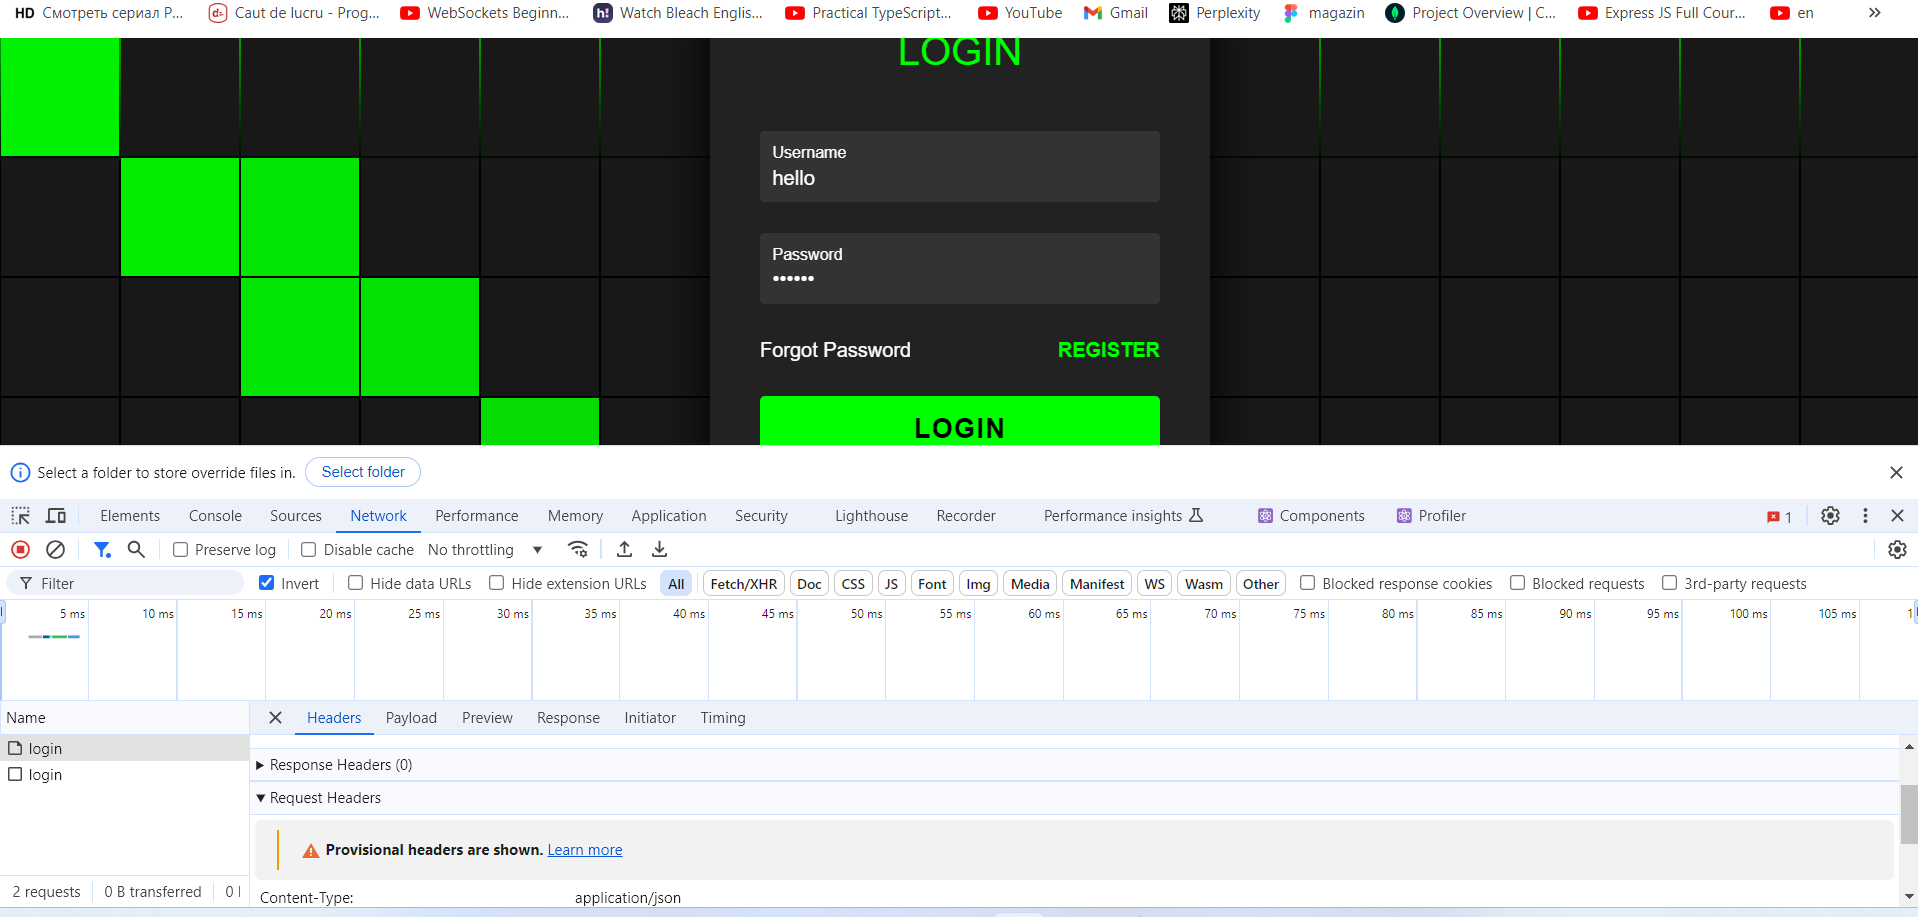 HD Смотреть сериал P... Caut de lucru - Prog... WebSockets Beginn... h! Watch Bleach Englis... Practical TypeScript... YouTube Gmail Perplexity magazin Project Overview | C... Express JS Full Cour... en »
LOGIN
Username
hello
Password
••••••
Forgot Password REGISTER
LOGIN
Select a folder to store override files in. Select folder
Elements Console Sources Network Performance Memory Application Security Lighthouse Recorder Performance insights Components Profiler 1
Preserve log Disable cache No throttling
Filter Invert Hide data URLs Hide extension URLs All Fetch/XHR Doc CSS JS Font Img Media Manifest WS Wasm Other Blocked response cookies Blocked requests 3rd-party requests
5 ms 10 ms 15 ms 20 ms 25 ms 30 ms 35 ms 40 ms 45 ms 50 ms 55 ms 60 ms 65 ms 70 ms 75 ms 80 ms 85 ms 90 ms 95 ms 100 ms 105 ms 1
Name Headers Payload Preview Response Initiator Timing
login
login
Response Headers (0)
Request Headers
Provisional headers are shown. Learn more
2 requests 0 B transferred 0
Content-Type: application/json